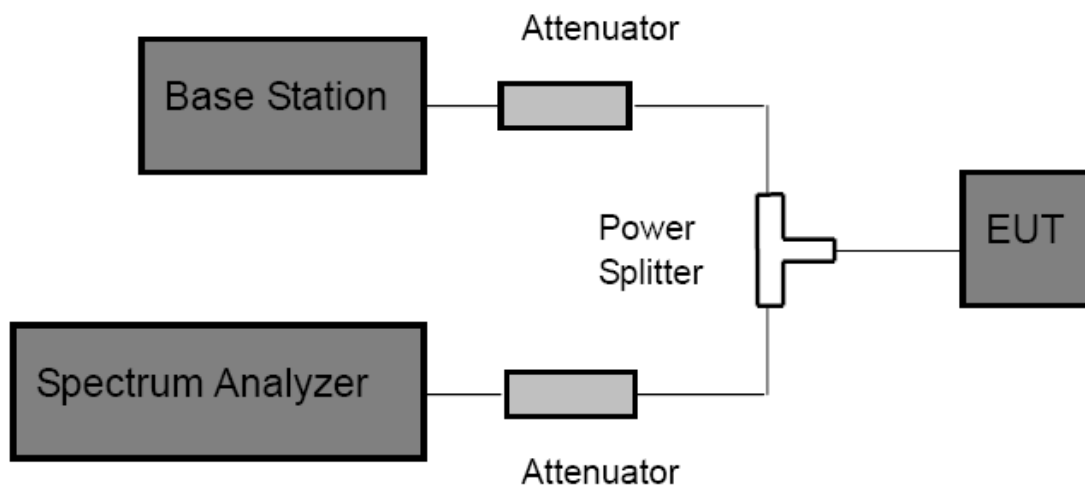 Attenuator
Base Station
Power
Splitter
EUT
Spectrum Analyzer
Attenuator